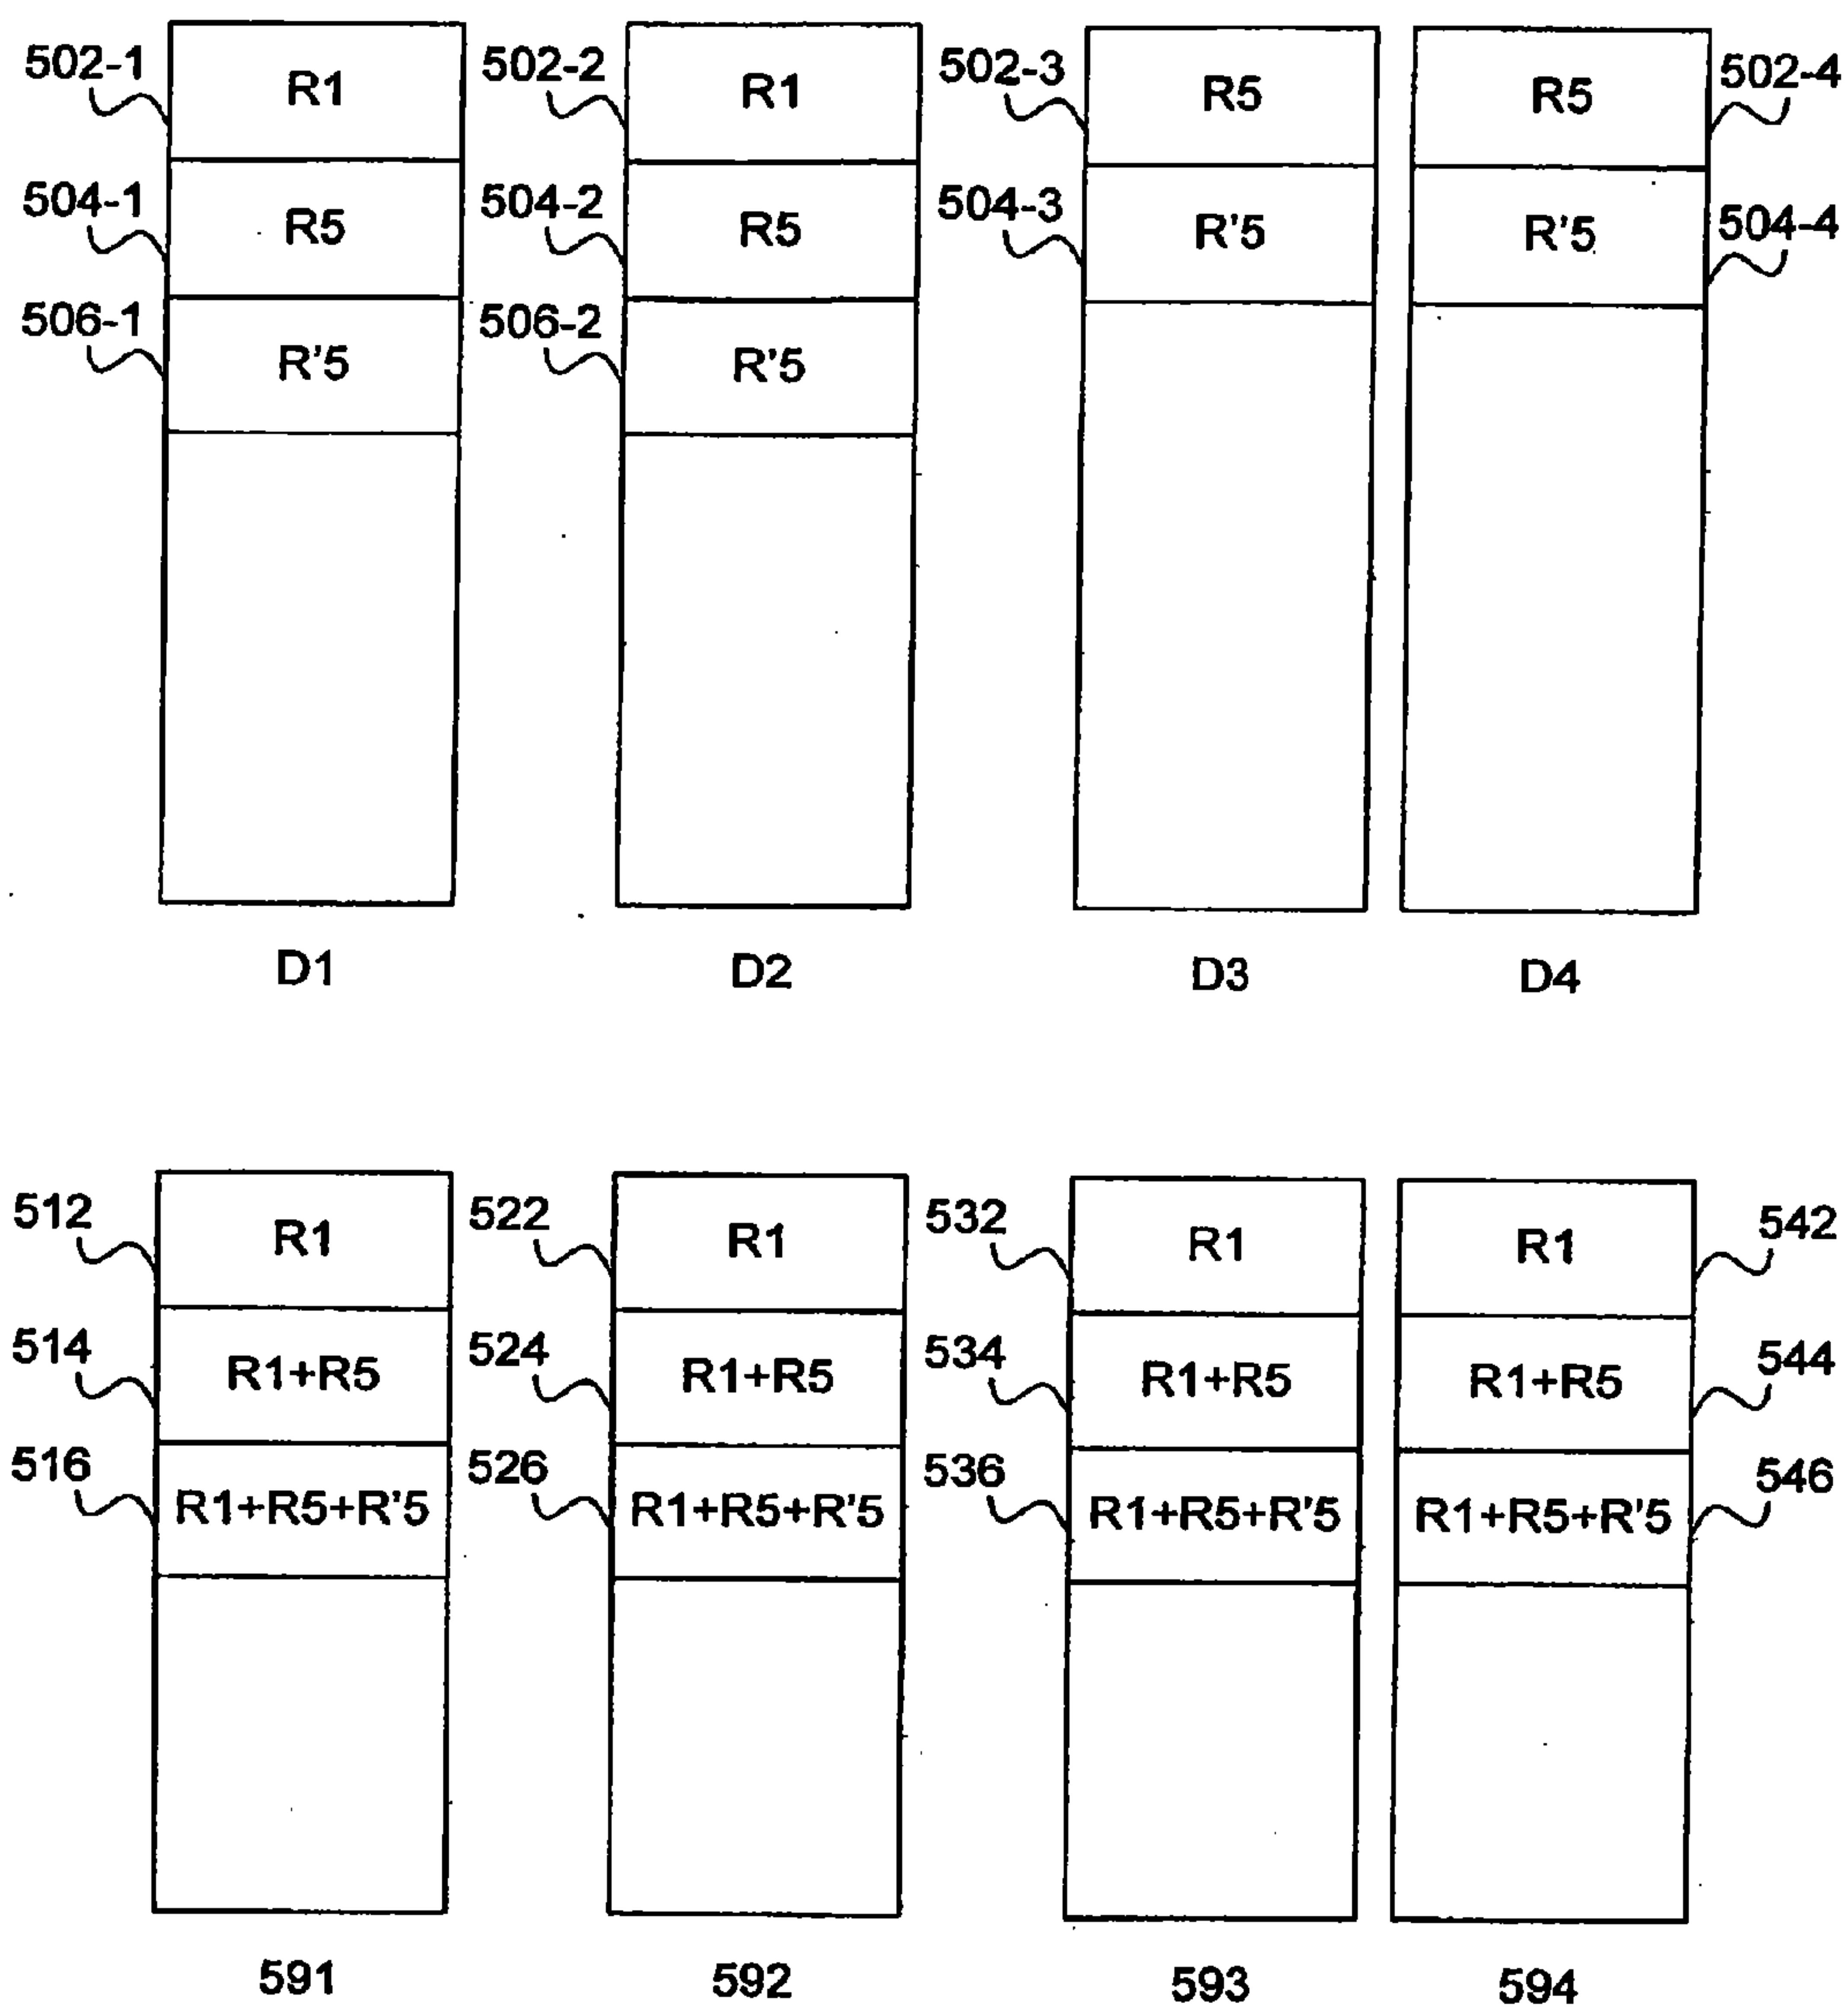 502-1 R1 502-2 R1 502-3 R5 R5 502-4
504-1 R5 504-2 R5 504-3 R'5 R'5 504-4
506-1 R'5 506-2 R'5
D1 D2 D3 D4
512 R1 522 R1 532 R1 R1 542
514 R1+R5 524 R1+R5 534 R1+R5 R1+R5 544
516 R1+R5+R'5 526 R1+R5+R'5 536 R1+R5+R'5 R1+R5+R'5 546
591 592 593 594